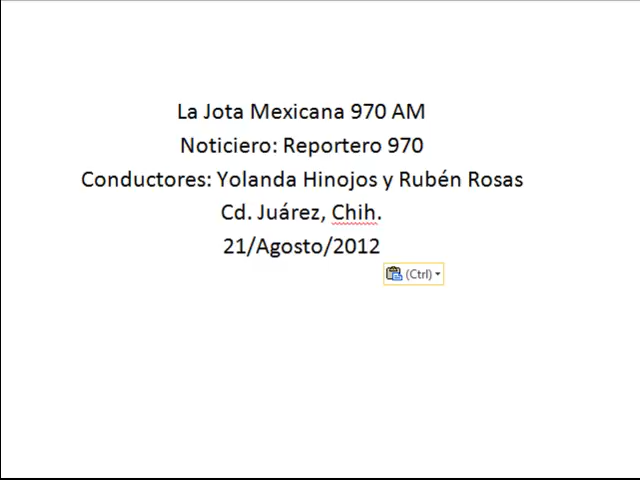 La Jota Mexicana 970 AM
Noticiero: Reportero 970
Conductores: Yolanda Hinojos y Rubén Rosas
Cd. Juárez, Chih.
21/Agosto/2012
(Ctrl)